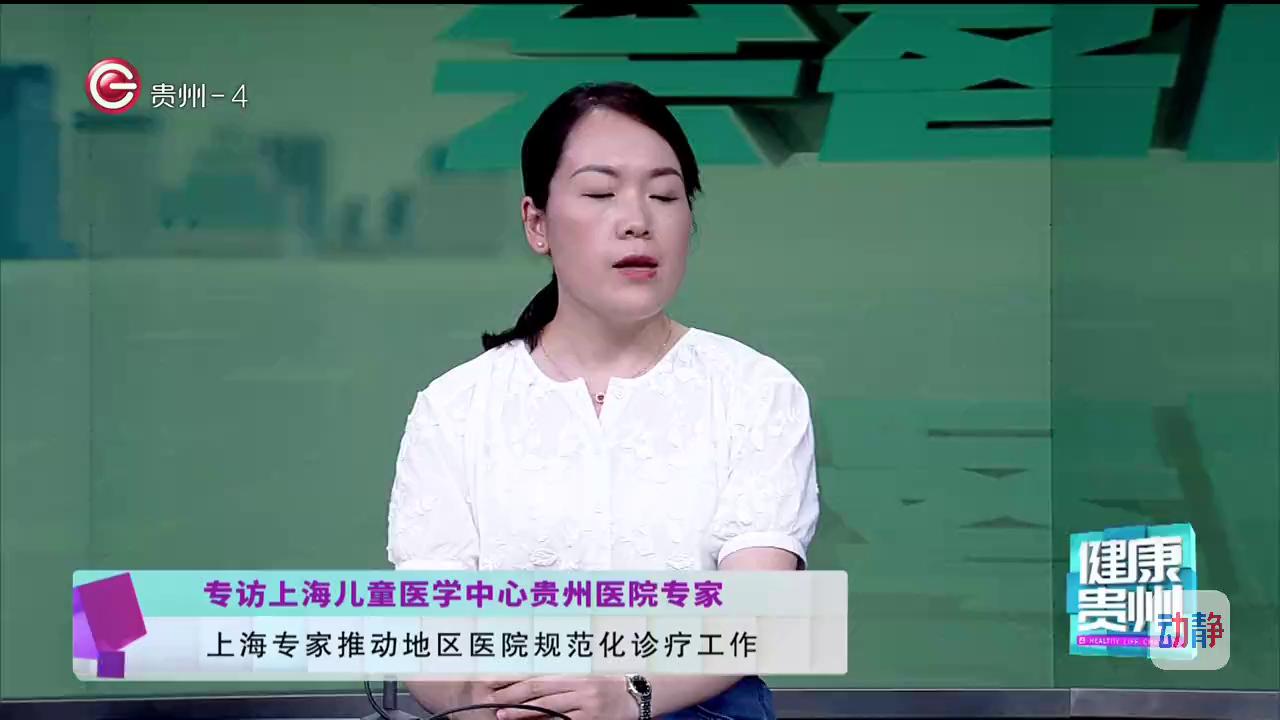 贵州-4
专访上海儿童医学中心贵州医院专家
上海专家推动地区医院规范化诊疗工作
健康
贵州
动静